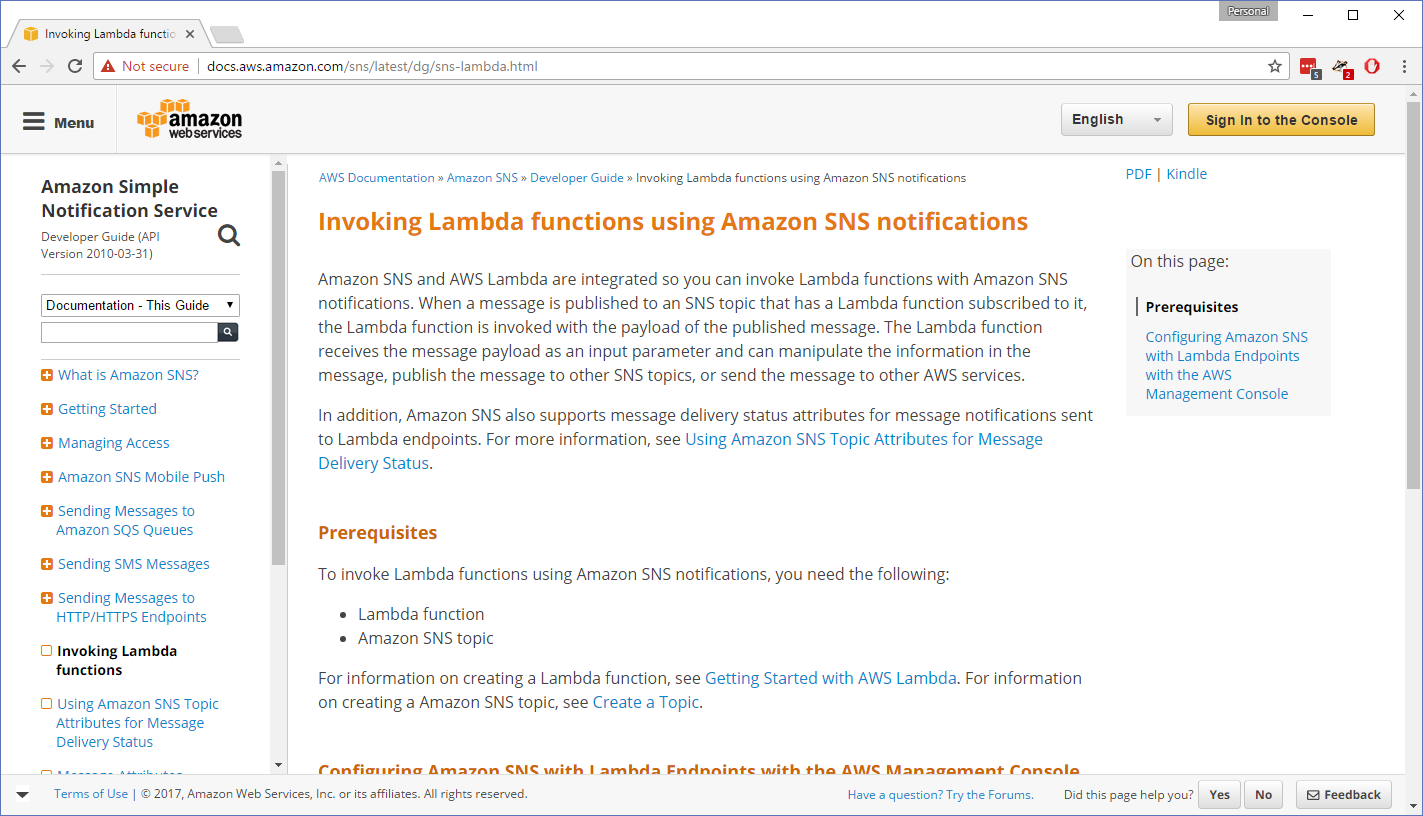 Personal
Invoking Lambda functio
Not secure
docs.aws.amazon.com/sns/latest/dg/sns-lambda.html
5
2
Menu
amazon
web services
English
Sign In to the Console
Amazon Simple
Notification Service
Developer Guide (API
Version 2010-03-31)
Documentation - This Guide
What is Amazon SNS?
Getting Started
Managing Access
Amazon SNS Mobile Push
Sending Messages to
Amazon SQS Queues
Sending SMS Messages
Sending Messages to
HTTP/HTTPS Endpoints
Invoking Lambda
functions
Using Amazon SNS Topic
Attributes for Message
Delivery Status
Message Attributes
AWS Documentation » Amazon SNS » Developer Guide » Invoking Lambda functions using Amazon SNS notifications
Invoking Lambda functions using Amazon SNS notifications
Amazon SNS and AWS Lambda are integrated so you can invoke Lambda functions with Amazon SNS
notifications. When a message is published to an SNS topic that has a Lambda function subscribed to it,
the Lambda function is invoked with the payload of the published message. The Lambda function
receives the message payload as an input parameter and can manipulate the information in the
message, publish the message to other SNS topics, or send the message to other AWS services.
In addition, Amazon SNS also supports message delivery status attributes for message notifications sent
to Lambda endpoints. For more information, see Using Amazon SNS Topic Attributes for Message
Delivery Status.
Prerequisites
To invoke Lambda functions using Amazon SNS notifications, you need the following:
• Lambda function
• Amazon SNS topic
For information on creating a Lambda function, see Getting Started with AWS Lambda. For information
on creating a Amazon SNS topic, see Create a Topic.
Configuring Amazon SNS with Lambda Endpoints with the AWS Management Console
PDF | Kindle
On this page:
Prerequisites
Configuring Amazon SNS
with Lambda Endpoints
with the AWS
Management Console
Terms of Use | © 2017, Amazon Web Services, Inc. or its affiliates. All rights reserved.
Have a question? Try the Forums.
Did this page help you?
Yes
No
Feedback